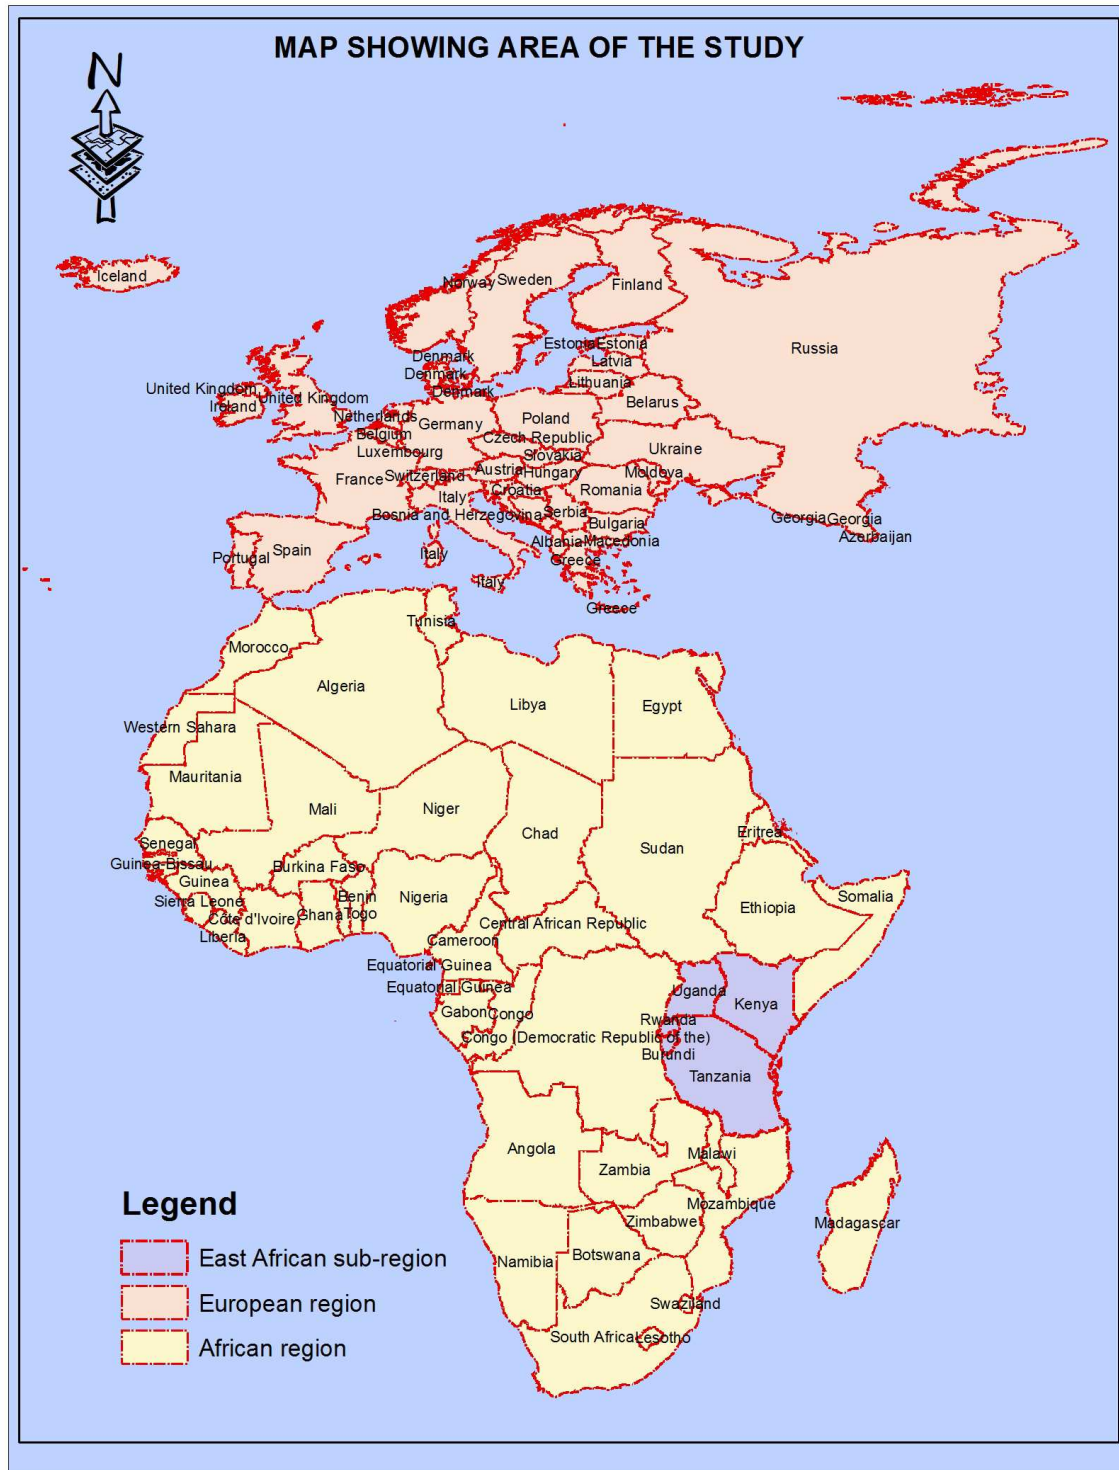 MAP SHOWING AREA OF THE STUDY
N
Iceland
Norway
Sweden
Finland
Russia
Estonia
Estonia
Latvia
Lithuania
Denmark
Denmark
Denmark
United Kingdom
United Kingdom
Ireland
Netherlands
Belgium
Luxembourg
Germany
Poland
Belarus
Czech Republic
Slovakia
Ukraine
France
Switzerland
Austria
Hungary
Moldova
Croatia
Romania
Italy
Bosnia and Herzegovina
Serbia
Bulgaria
Georgia
Georgia
Azerbaijan
Albania
Macedonia
Portugal
Spain
Italy
Greece
Italy
Greece
Tunisia
Morocco
Algeria
Libya
Egypt
Western Sahara
Mauritania
Mali
Niger
Chad
Sudan
Eritrea
Senegal
Guinea-Bissau
Guinea
Burkina Faso
Sierra Leone
Côte d'Ivoire
Liberia
Ghana
Benin
Togo
Nigeria
Ethiopia
Somalia
Central African Republic
Cameroon
Equatorial Guinea
Equatorial Guinea
Gabon
Congo
Uganda
Kenya
Rwanda
Congo (Democratic Republic of the)
Burundi
Tanzania
Angola
Zambia
Malawi
Mozambique
Zimbabwe
Madagascar
Namibia
Botswana
Swaziland
South Africa
Lesotho
Legend
East African sub-region
European region
African region